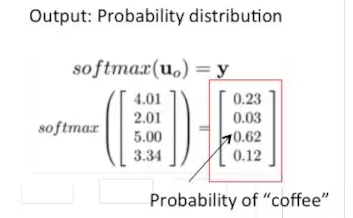 Output: Probability distribution
softmax(u_o) = y
softmax([4.01 2.01 5.00 3.34]) = [0.23 0.03 0.62 0.12]
Probability of “coffee”